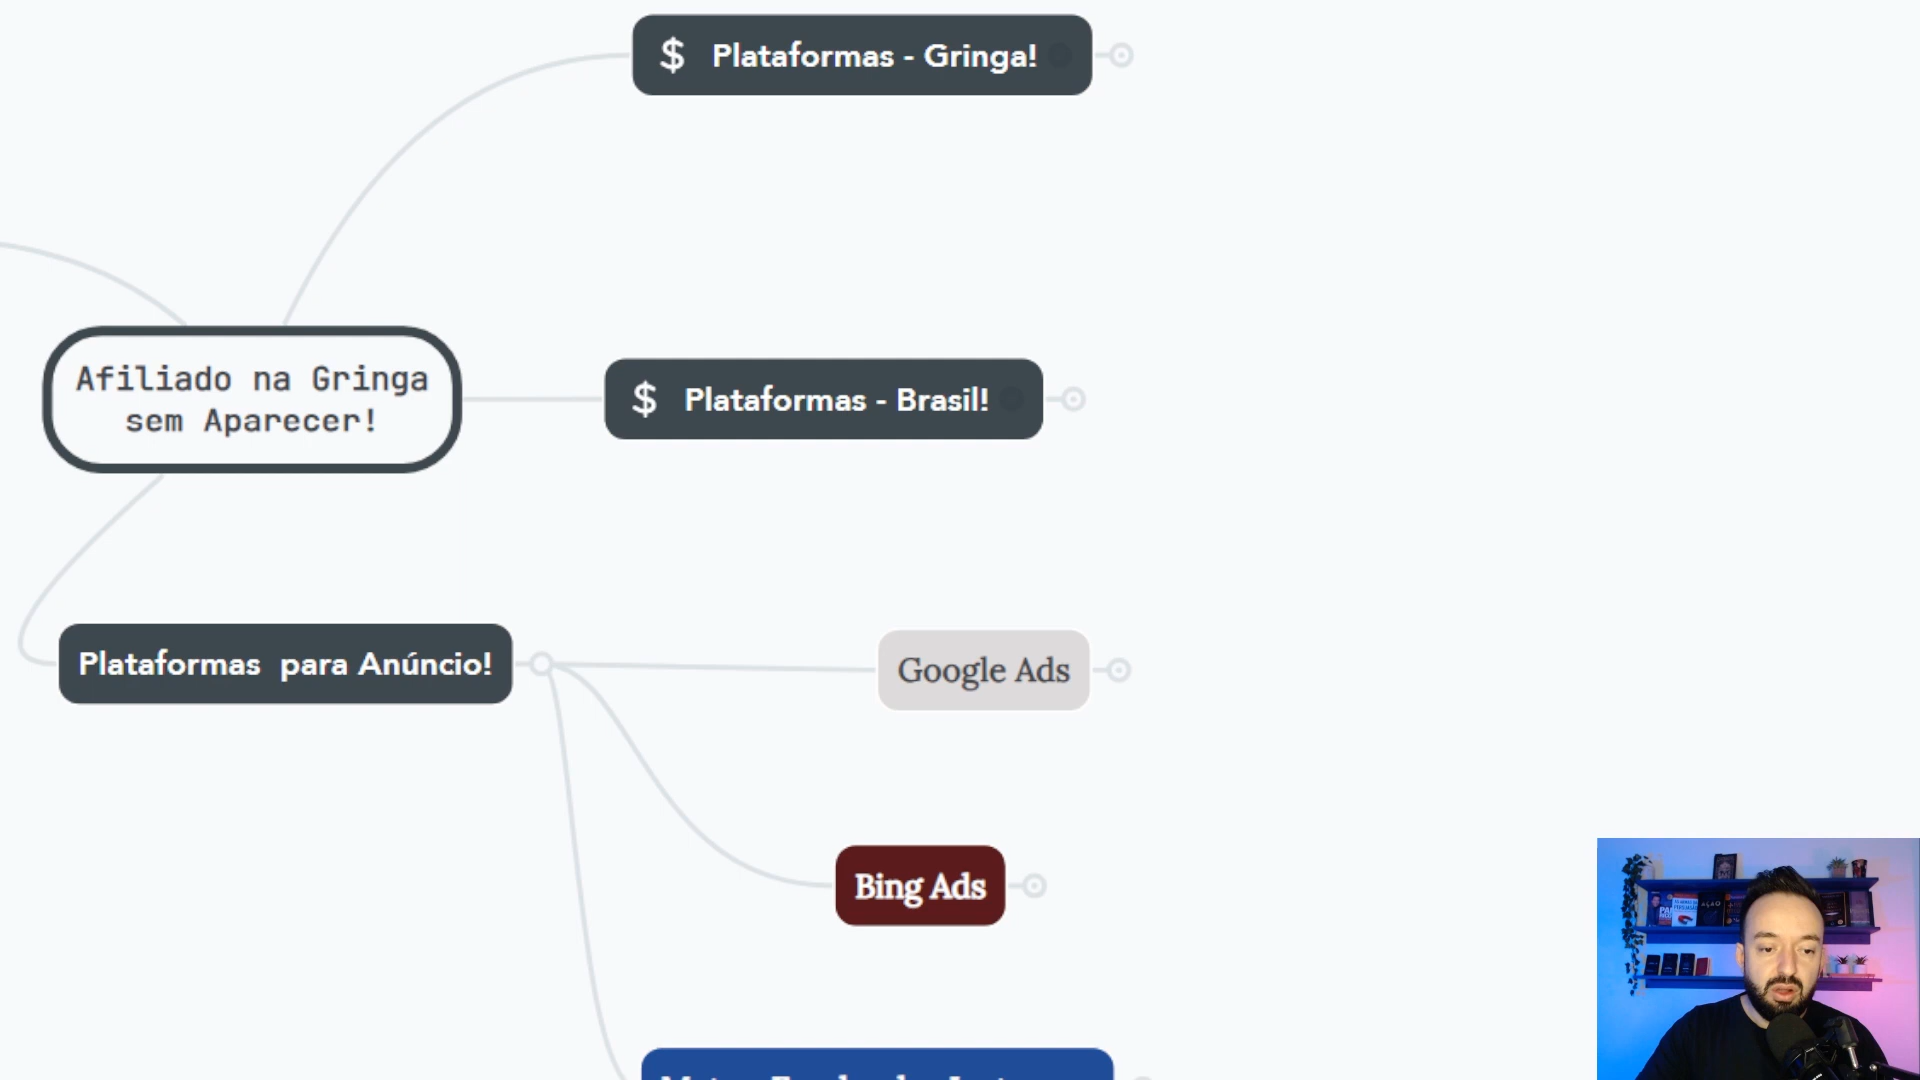 $ Plataformas - Gringa!
Afiliado na Gringa
sem Aparecer!
$ Plataformas - Brasil!
Plataformas para Anúncio!
Google Ads
Bing Ads